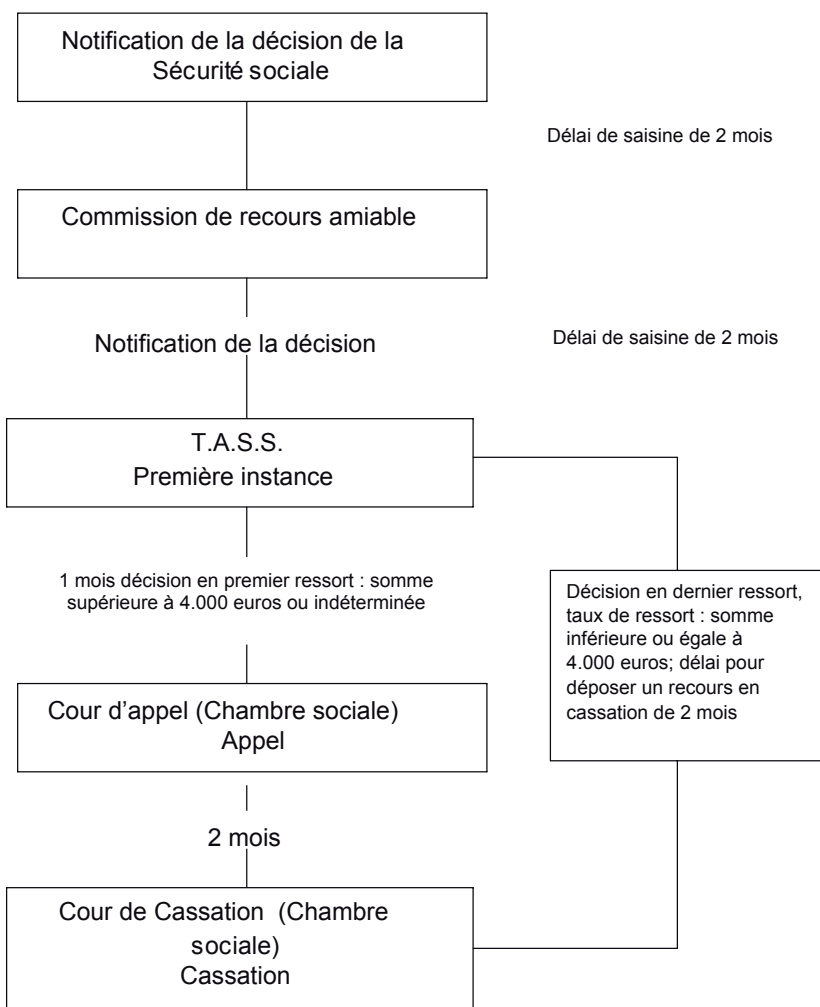 Notification de la décision de la
Sécurité sociale
Délai de saisine de 2 mois
Commission de recours amiable
Notification de la décision
Délai de saisine de 2 mois
T.A.S.S.
Première instance
1 mois décision en premier ressort : somme
supérieure à 4.000 euros ou indéterminée
Décision en dernier ressort,
taux de ressort : somme
inférieure ou égale à
4.000 euros; délai pour
déposer un recours en
cassation de 2 mois
Cour d’appel (Chambre sociale)
Appel
2 mois
Cour de Cassation (Chambre
sociale)
Cassation